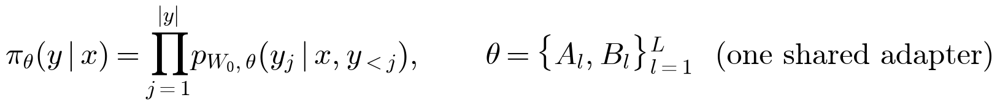 π_θ(y | x) = ∏_{j = 1}^{|y|} p_{W_0, θ}(y_j | x, y_{< j}), θ = {A_l, B_l}_{l = 1}^{L} (one shared adapter)